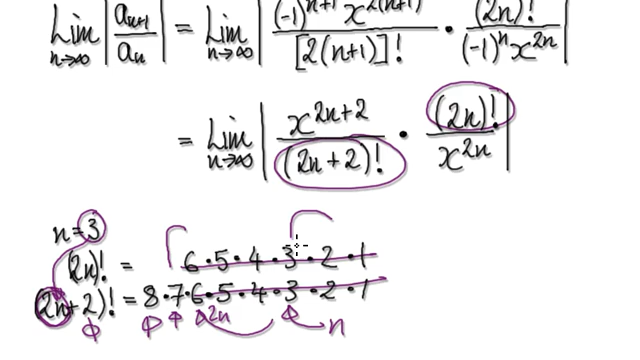 Lim n→∞ | a_{n+1} / a_n | = Lim n→∞ | (-1)^{n+1} x^{2(n+1)} / [2(n+1)]! · (2n)! / (-1)^n x^{2n} |
= Lim n→∞ | x^{2n+2} / (2n+2)! · (2n)! / x^{2n} |
n=3
(2n)! = 6·5·4·3·2·1
(2n+2)! = 8·7·6·5·4·3·2·1
2n n